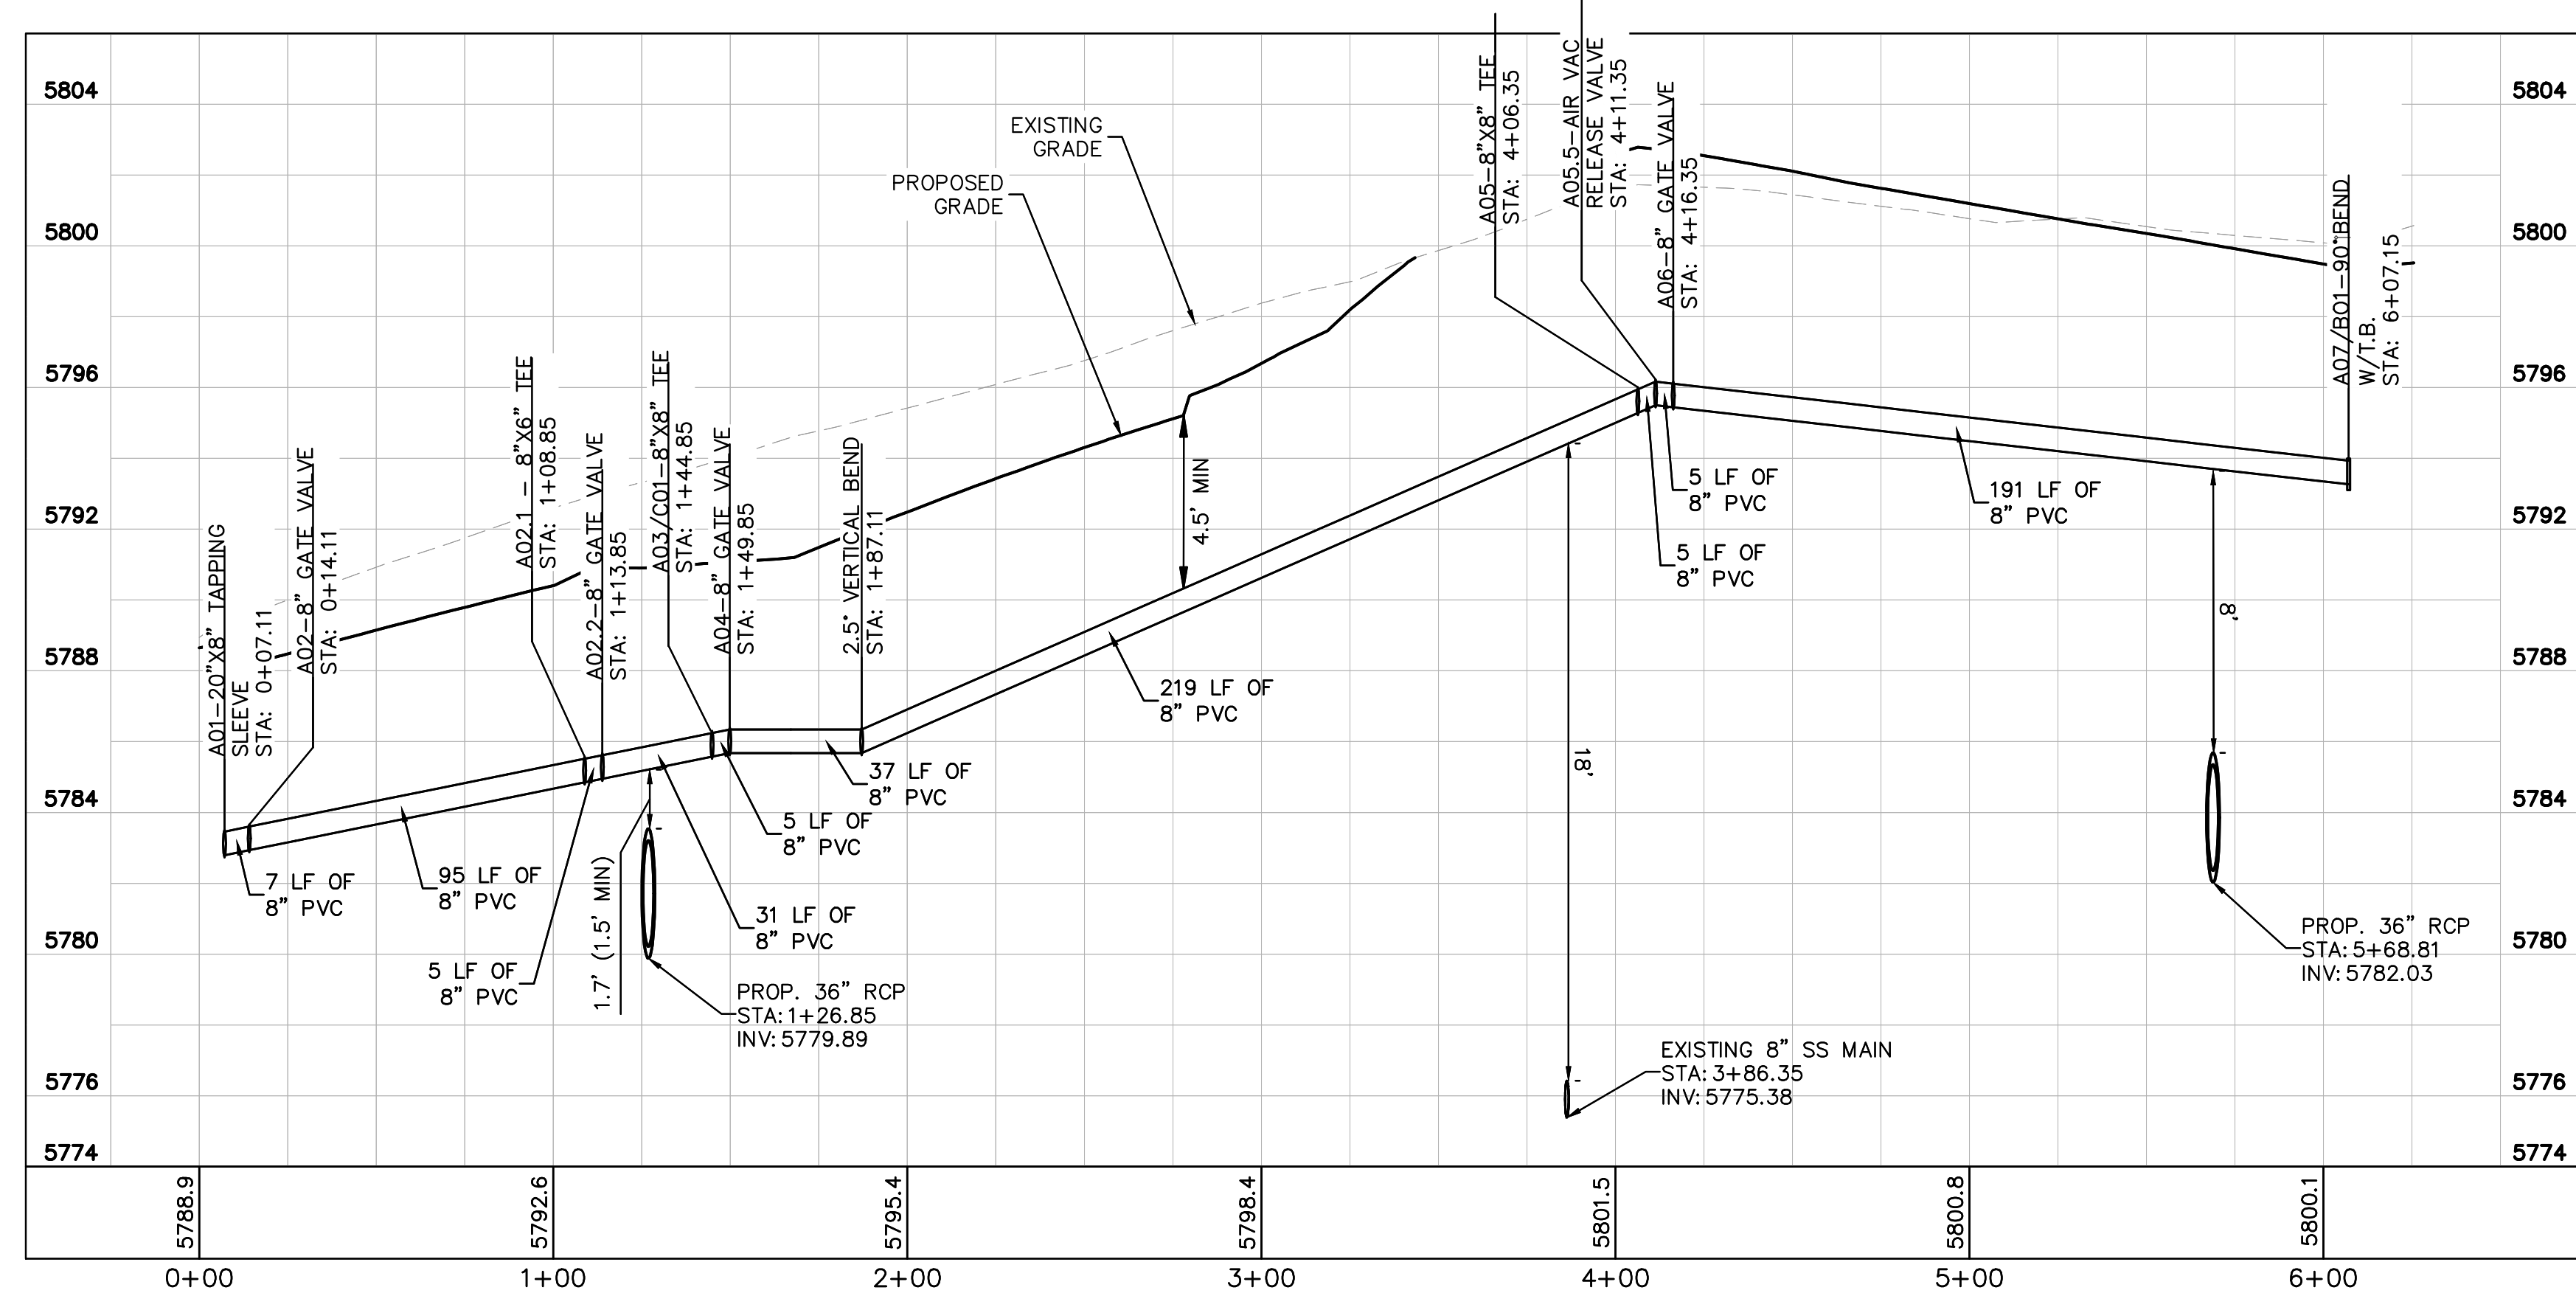 5804
5800
5796
5792
5788
5784
5780
5776
5774
5804
5800
5796
5792
5788
5784
5780
5776
5774
EXISTING
GRADE
PROPOSED
GRADE
A01-20"X8" TAPPING
SLEEVE
STA: 0+07.11
A02-8" GATE VALVE
STA: 0+14.11
A02.1 - 8"X6" TEE
STA: 1+08.85
A02.2-8" GATE VALVE
STA: 1+13.85
A03/C01-8"X8" TEE
STA: 1+44.85
A04-8" GATE VALVE
STA: 1+49.85
2.5° VERTICAL BEND
STA: 1+87.11
A05-8"X8" TEE
STA: 4+06.35
A05.5-AIR VAC
RELEASE VALVE
STA: 4+11.35
A06-8" GATE VALVE
STA: 4+16.35
A07/B01-90°BEND
W/T.B.
STA: 6+07.15
4.5' MIN
18'
8'
1.7' (1.5' MIN)
7 LF OF
8" PVC
95 LF OF
8" PVC
5 LF OF
8" PVC
31 LF OF
8" PVC
5 LF OF
8" PVC
37 LF OF
8" PVC
219 LF OF
8" PVC
5 LF OF
8" PVC
5 LF OF
8" PVC
191 LF OF
8" PVC
PROP. 36" RCP
STA:1+26.85
INV:5779.89
EXISTING 8" SS MAIN
STA:3+86.35
INV:5775.38
PROP. 36" RCP
STA:5+68.81
INV:5782.03
5788.9
5792.6
5795.4
5798.4
5801.5
5800.8
5800.1
0+00
1+00
2+00
3+00
4+00
5+00
6+00